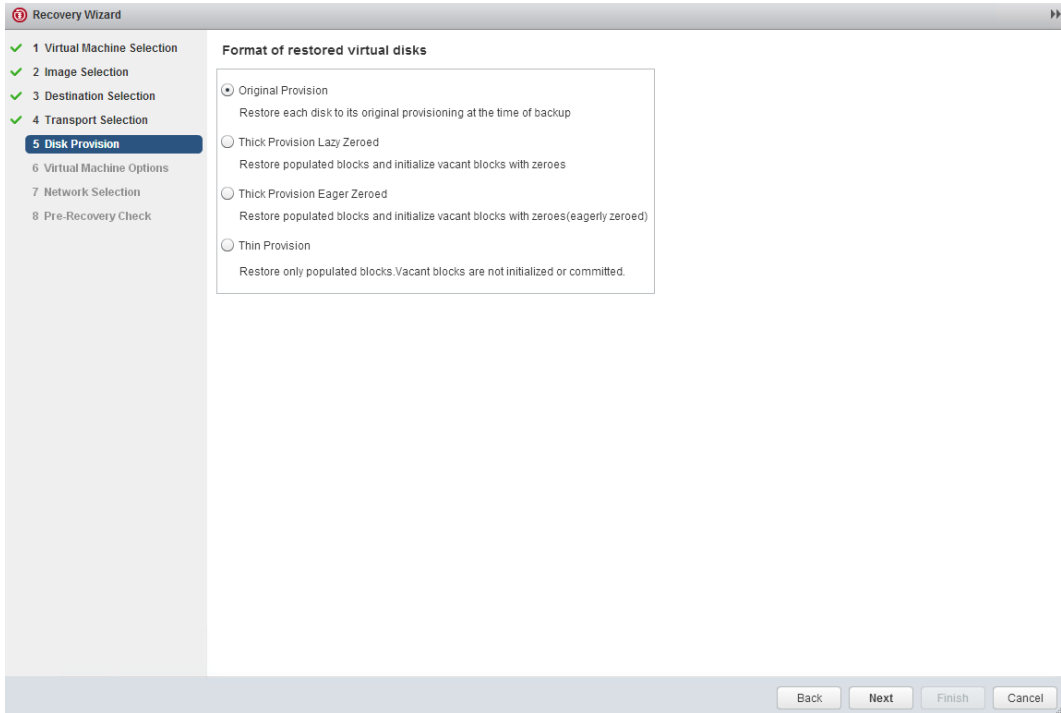 Recovery Wizard
1 Virtual Machine Selection
2 Image Selection
3 Destination Selection
4 Transport Selection
5 Disk Provision
6 Virtual Machine Options
7 Network Selection
8 Pre-Recovery Check
Format of restored virtual disks
Original Provision
Restore each disk to its original provisioning at the time of backup
Thick Provision Lazy Zeroed
Restore populated blocks and initialize vacant blocks with zeroes
Thick Provision Eager Zeroed
Restore populated blocks and initialize vacant blocks with zeroes(eagerly zeroed)
Thin Provision
Restore only populated blocks.Vacant blocks are not initialized or committed.
Back Next Finish Cancel